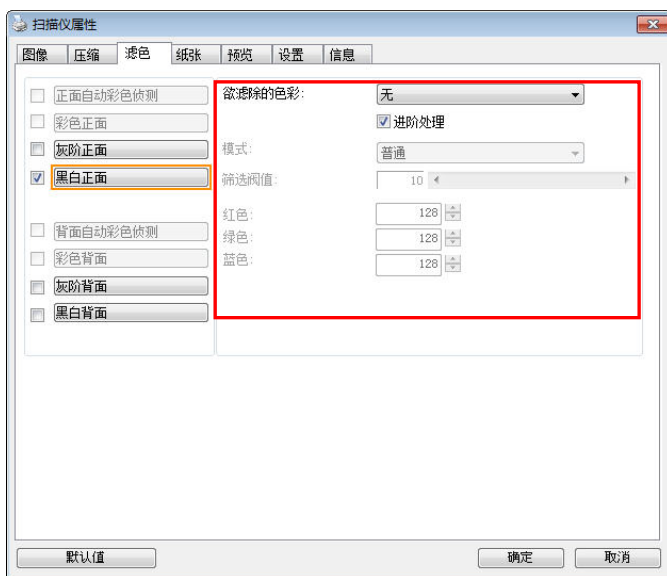 扫描仪属性
图像 压缩 滤色 纸张 预览 设置 信息
正面自动彩色侦测
彩色正面
灰阶正面
黑白正面
背面自动彩色侦测
彩色背面
灰阶背面
黑白背面
欲滤除的色彩: 无
进阶处理
模式: 普通
筛选阀值: 10
红色: 128
绿色: 128
蓝色: 128
默认值 确定 取消